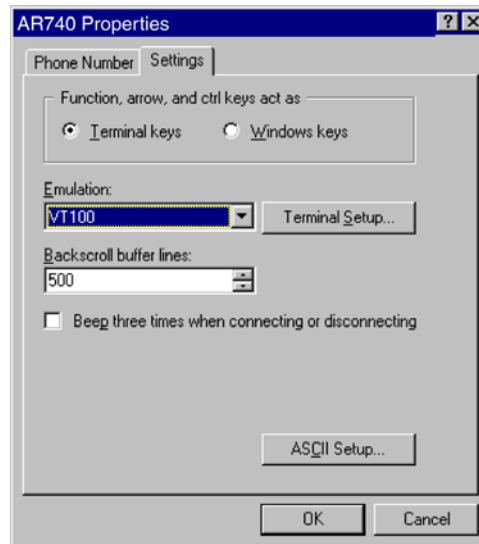 AR740 Properties
Phone Number Settings
Function, arrow, and ctrl keys act as
Terminal keys Windows keys
Emulation:
VT100 Terminal Setup...
Backscroll buffer lines:
500
Beep three times when connecting or disconnecting
ASCII Setup...
OK Cancel